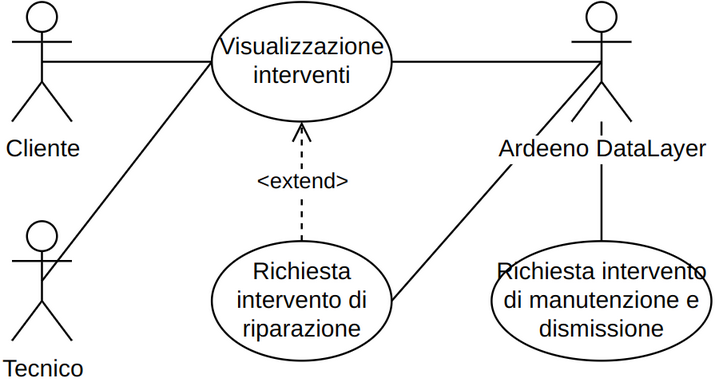 Visualizzazione
interventi
Cliente
Ardeeno DataLayer
<extend>
Richiesta
intervento di
riparazione
Richiesta intervento
di manutenzione e
dismissione
Tecnico